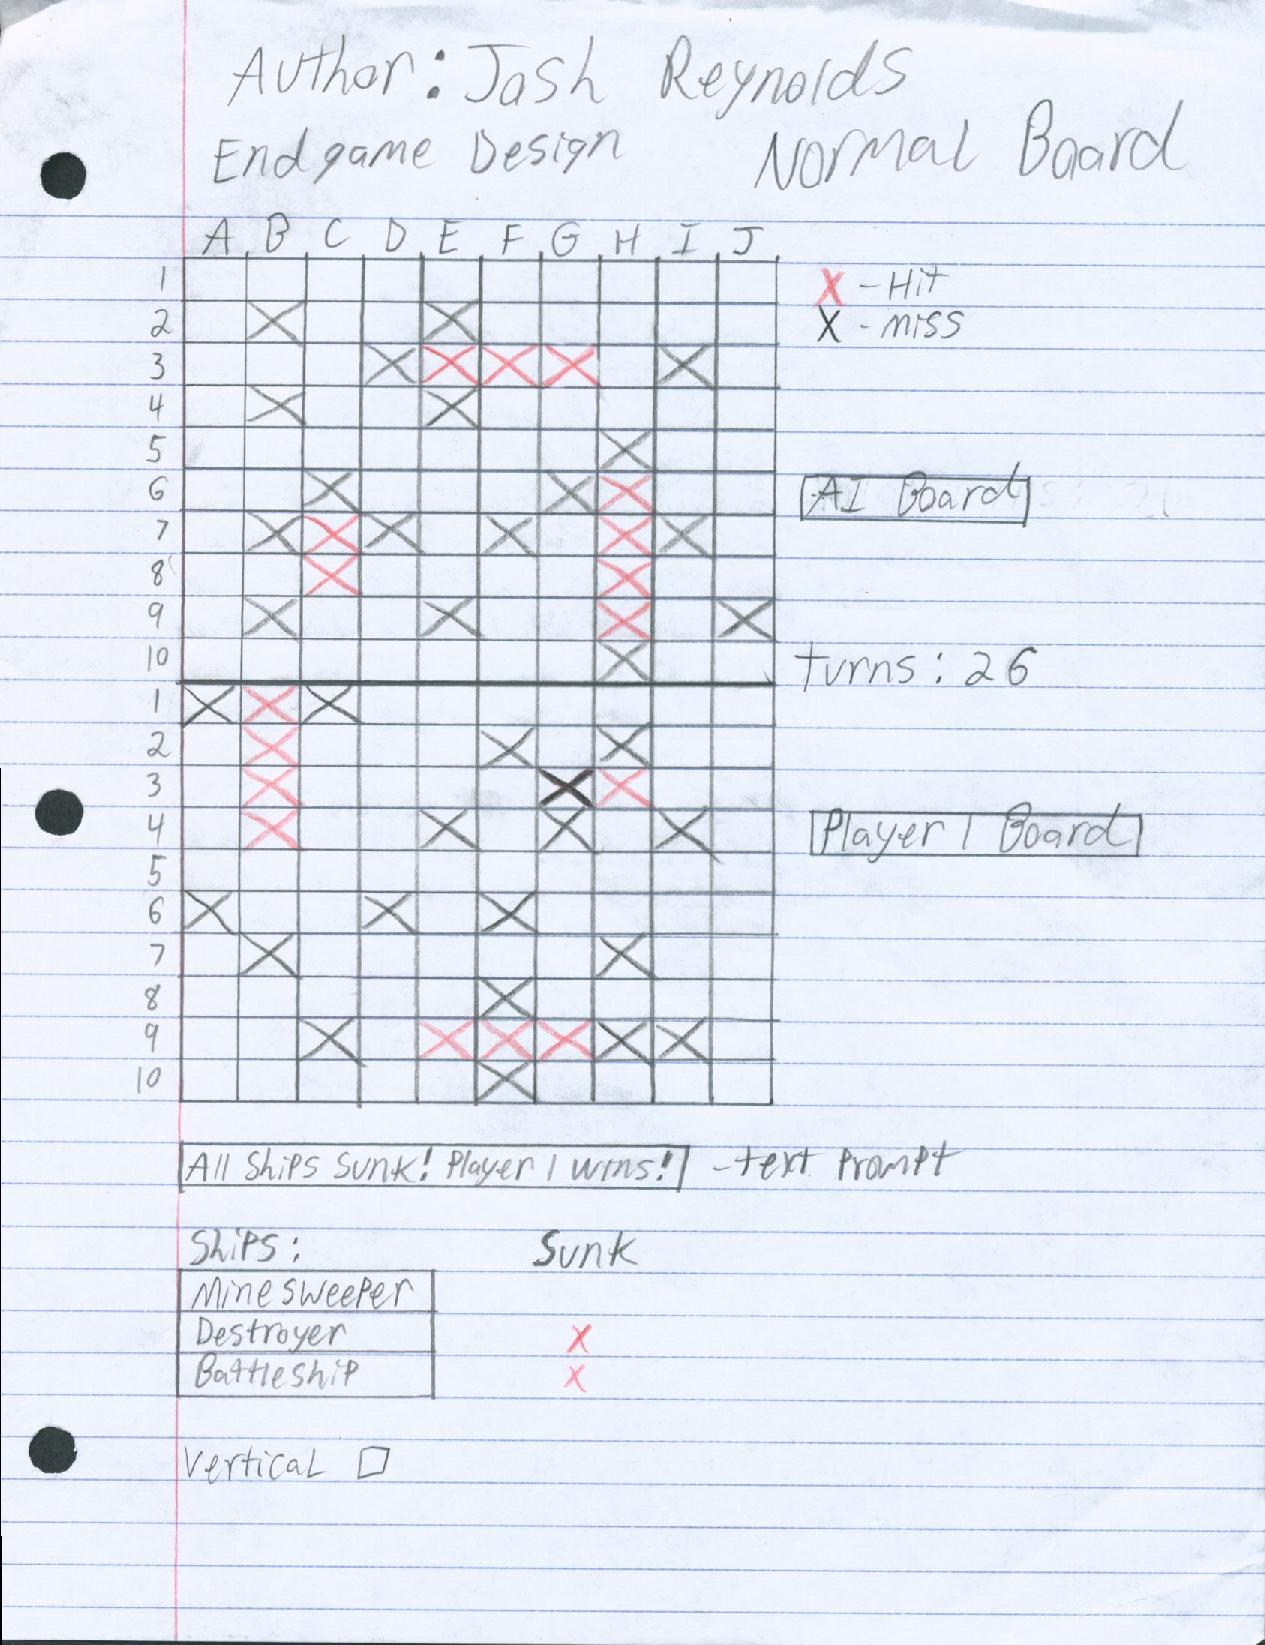 Author: Josh Reynolds
Endgame Design Normal Board
A B C D E F G H I J
1
X - Hit
2
X - miss
3
4
5
6
AI Board
7
8
9
10
turns: 26
1
2
3
4
Player 1 Board
5
6
7
8
9
10
All Ships Sunk! Player 1 wins! - text Prompt
Ships: Sunk
Minesweeper
Destroyer X
Battleship X
Vertical